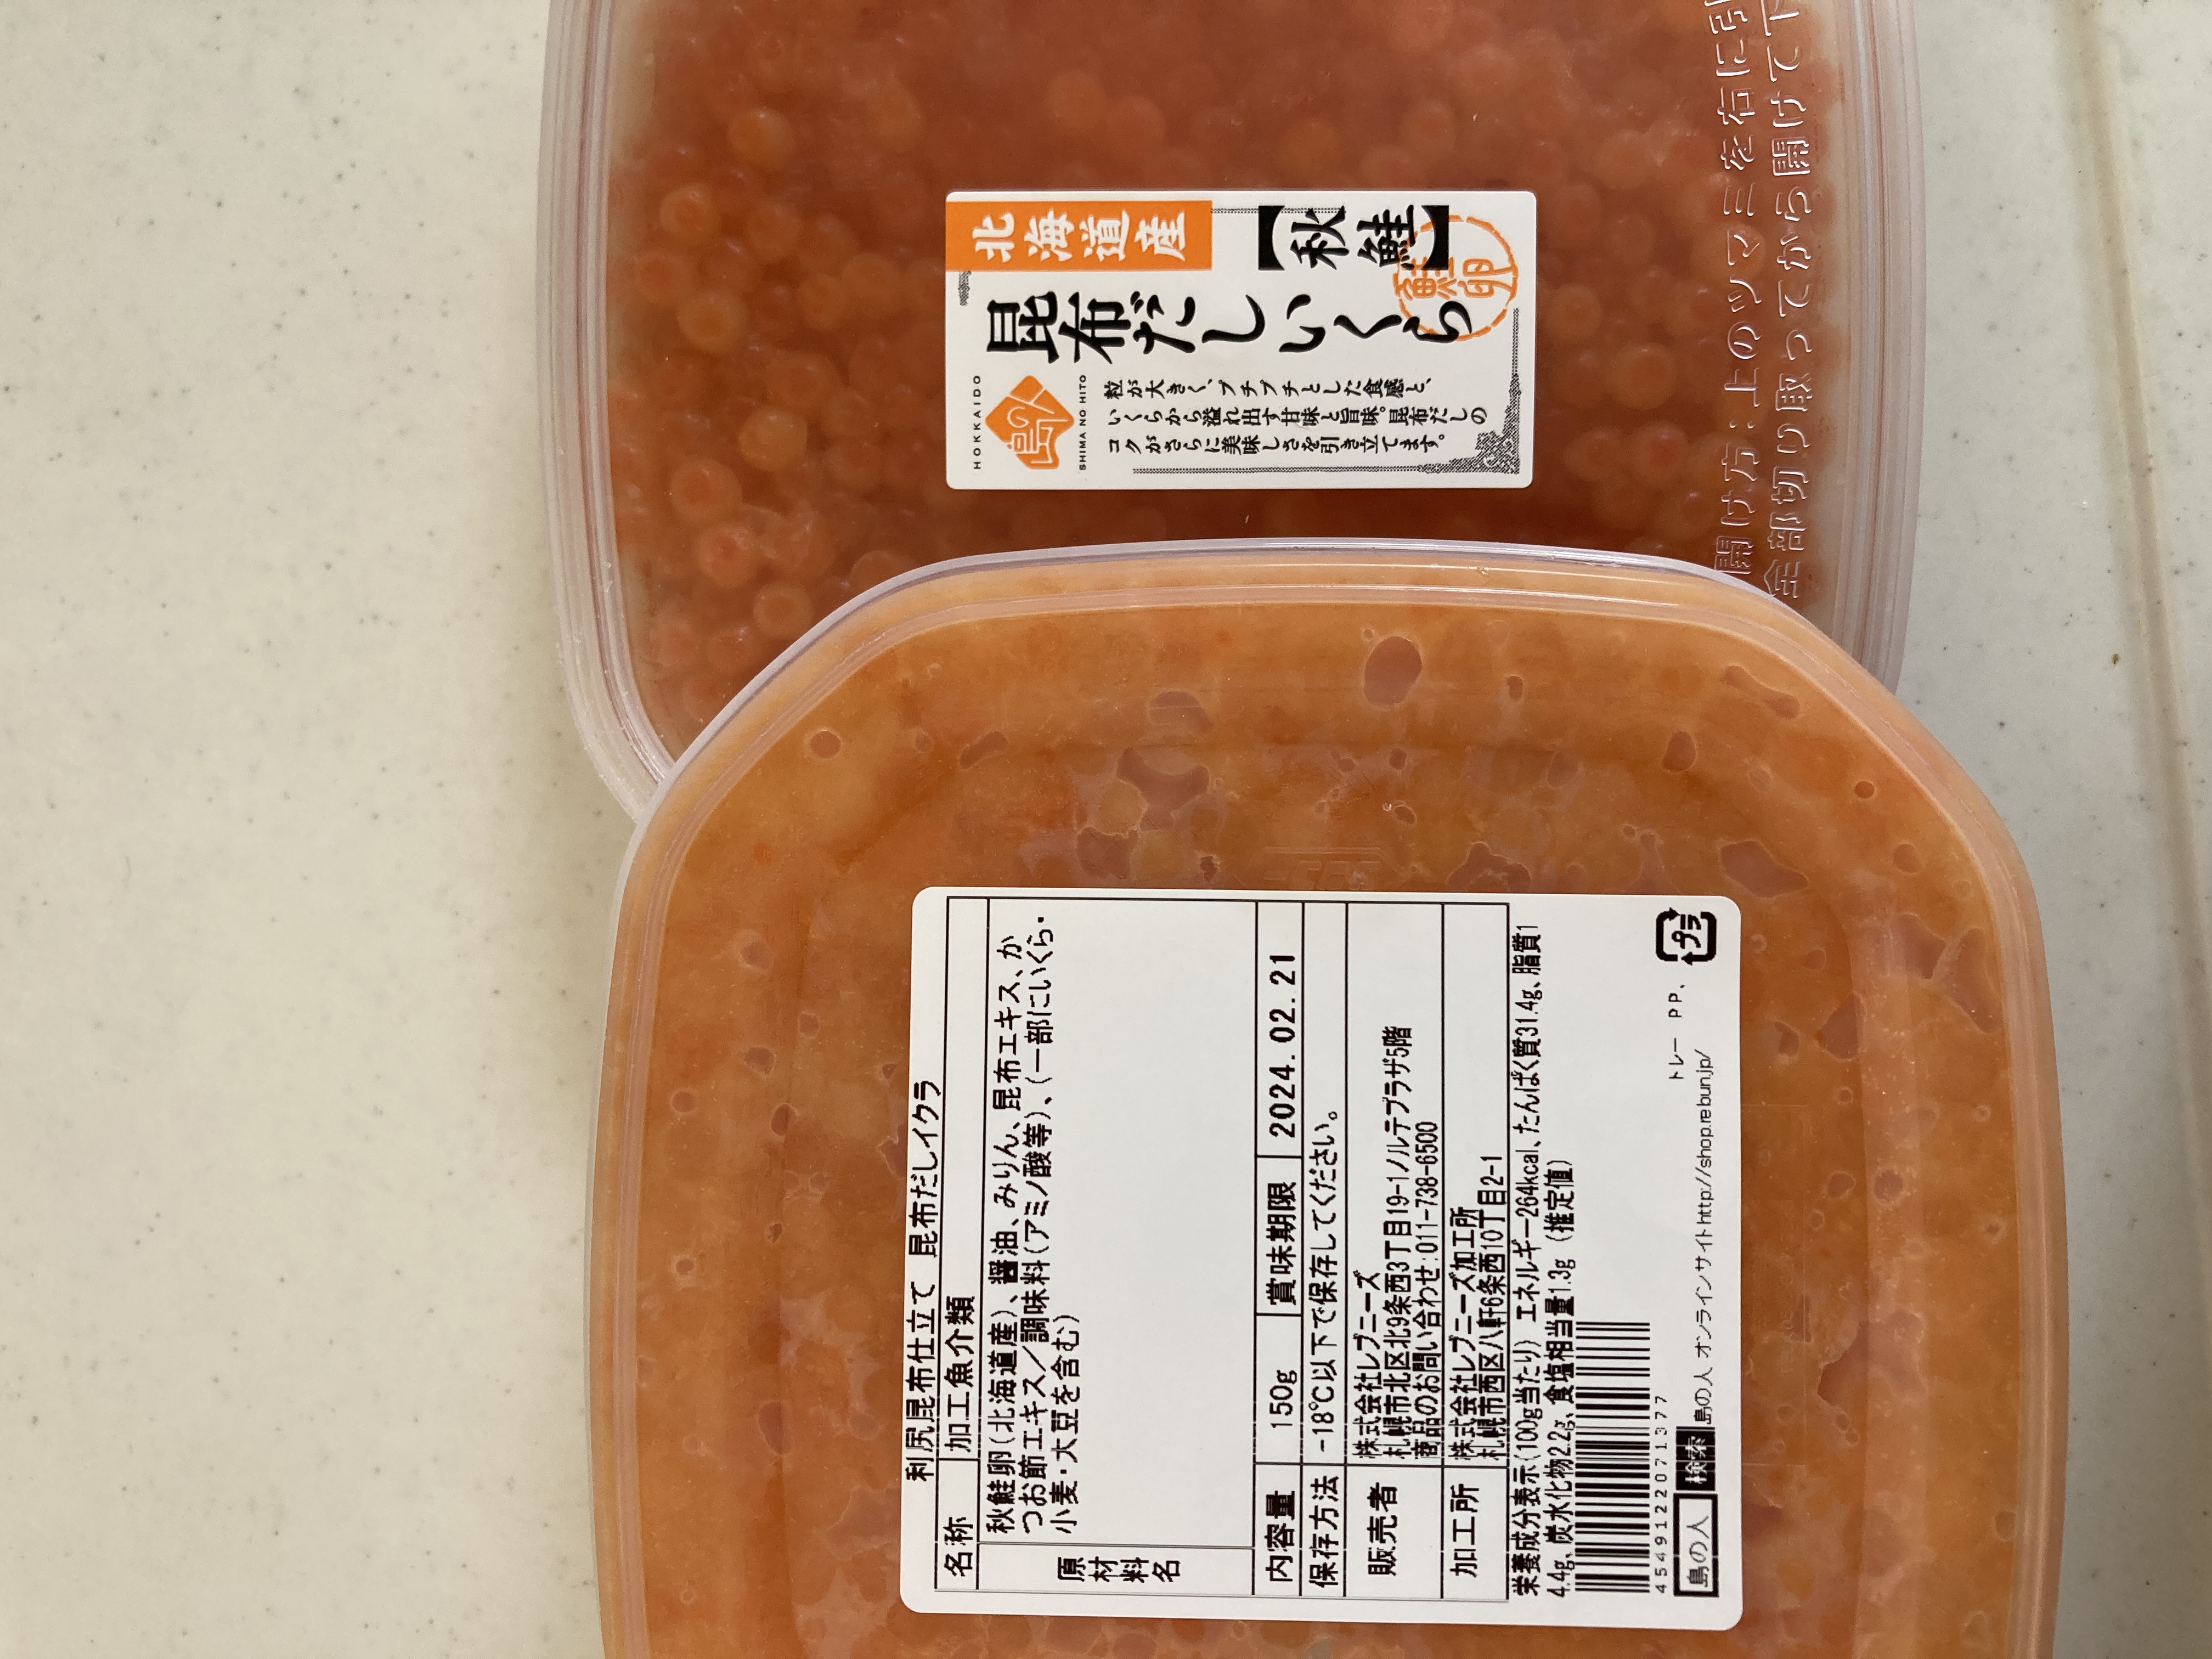 北海道産
【秋鮭】
昆布だしいくら
鮭卵
HOKKAIDO
島の
SHIMA NO HITO
粒が大きく、プチプチとした食感と、
いくらから溢れ出す甘味と旨味。昆布だしの
コクがさらに美味しさを引き立てます。
開け方：上のツマミを右に引
全部切り取ってから開けて下
利尻昆布仕立て 昆布だしイクラ
名称 加工魚介類
原材料名 秋鮭卵(北海道産)、醤油、みりん、昆布エキス、か
つお節エキス／調味料(アミノ酸等)、(一部にいくら・
小麦・大豆を含む)
内容量 150g 賞味期限 2024.02.21
保存方法 -18℃以下で保存してください。
販売者 株式会社レブニーズ
札幌市北区北9条西3丁目19-1ノルテプラザ5階
商品のお問い合わせ:011-738-6500
加工所 株式会社レブニーズ加工所
札幌市西区八軒6条西10丁目2-1
栄養成分表示(100g当たり) エネルギー264kcal、たんぱく質31.4g、脂質1
4.4g、炭水化物2.2g、食塩相当量1.3g (推定値)
4549122071377
トレー PP、
プラ
島の人 検索 島の人 オンラインサイト http://shop.rebun.jp/